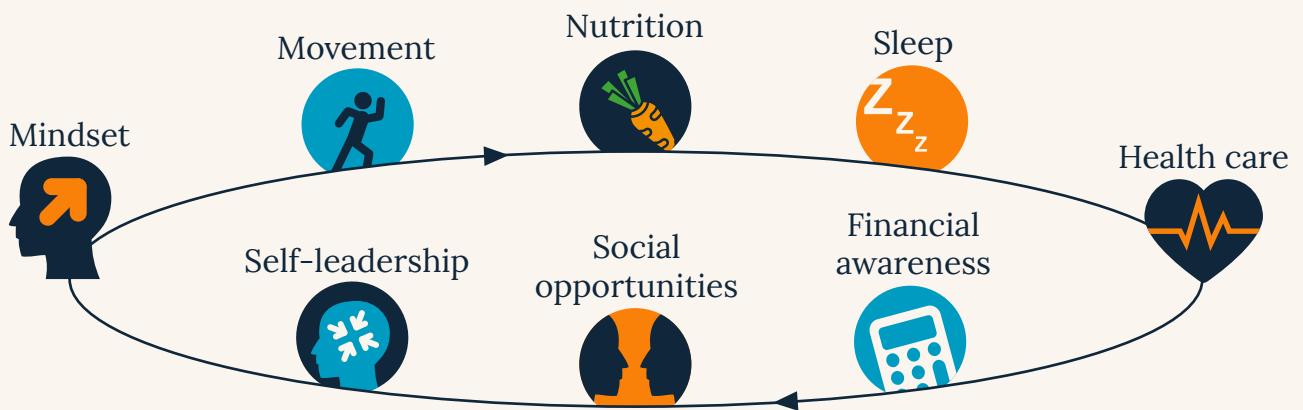 Mindset
Movement
Nutrition
Sleep
Z
Z
Z
Health care
Financial
awareness
Social
opportunities
Self-leadership